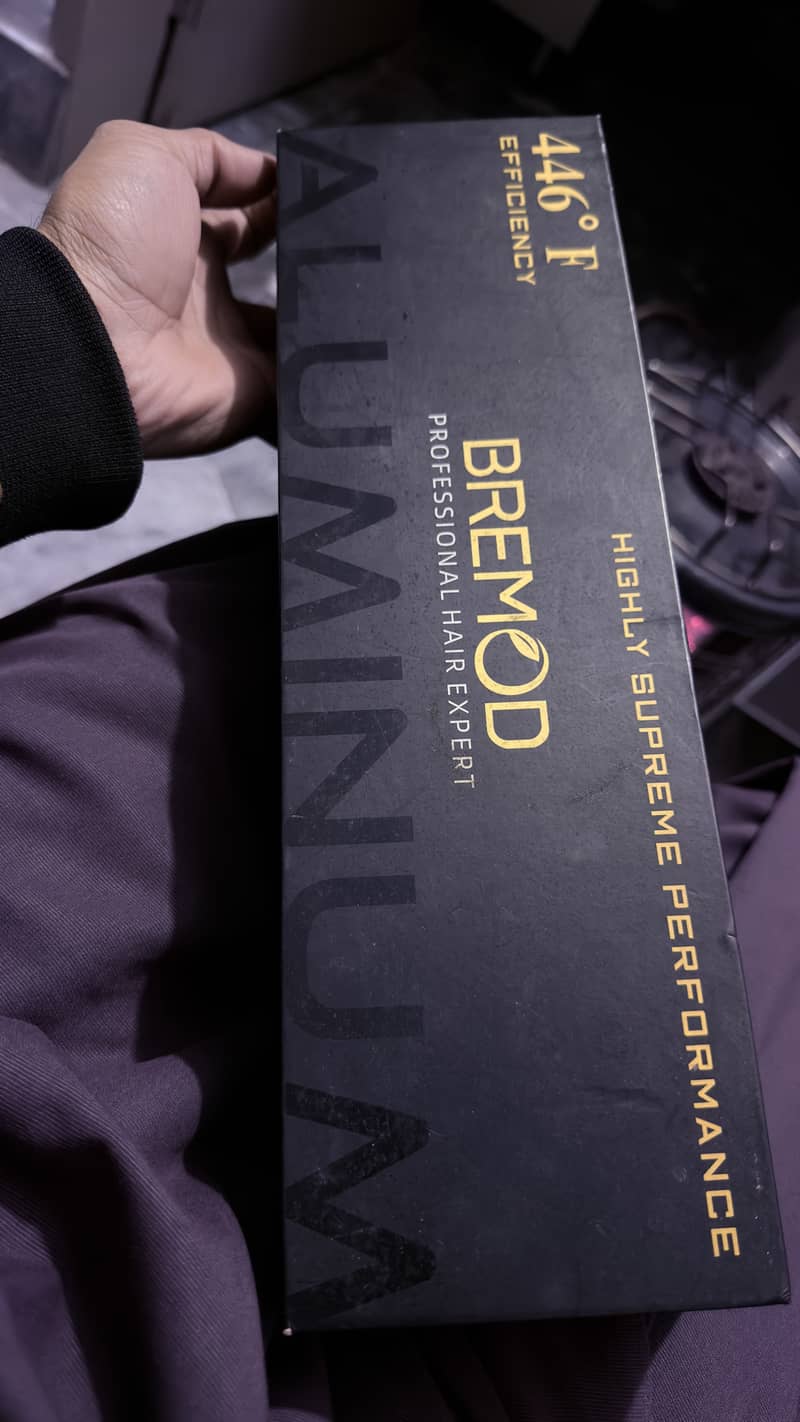 446° F
EFFICIENCY
HIGHLY SUPREME PERFORMANCE
BREMOD
PROFESSIONAL HAIR EXPERT
ALUMINUM